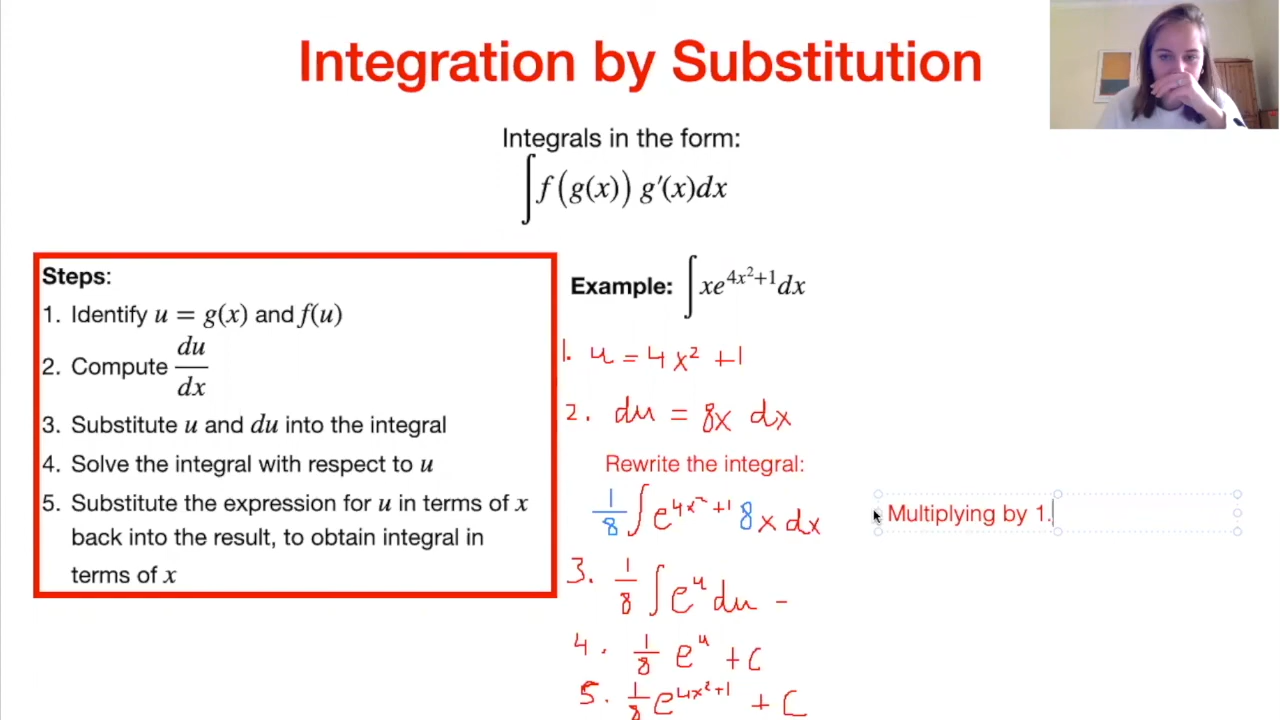 Integration by Substitution
Integrals in the form:
∫f(g(x)) g′(x)dx
Steps:
1. Identify u = g(x) and f(u)
2. Compute du/dx
3. Substitute u and du into the integral
4. Solve the integral with respect to u
5. Substitute the expression for u in terms of x
back into the result, to obtain integral in
terms of x
Example: ∫xe^{4x²+1}dx
1. u = 4x² +1
2. du = 8x dx
Rewrite the integral:
1/8 ∫e^{4x²+1} 8x dx
Multiplying by 1.
3. 1/8 ∫e^u du -
4. 1/8 e^u + C
5. 1/8 e^{4x²+1} + C